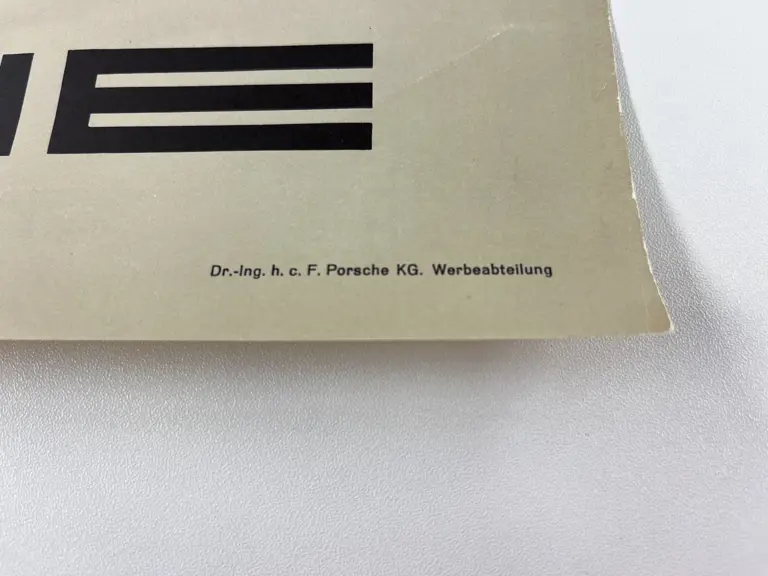 E
Dr.-Ing. h. c. F. Porsche KG. Werbeabteilung